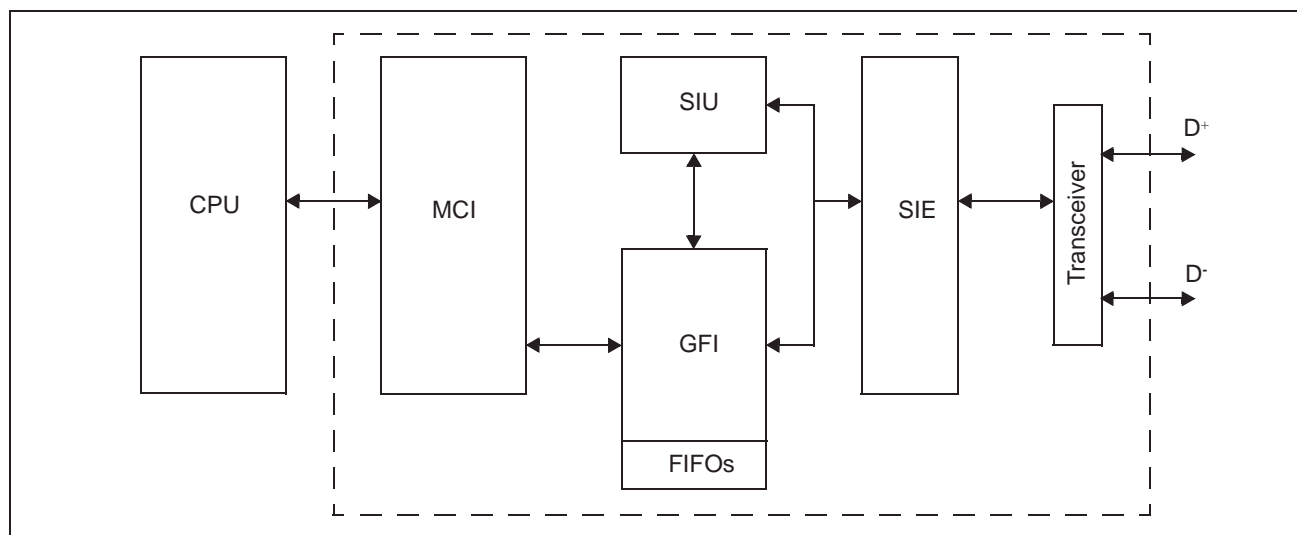 CPU
MCI
SIU
GFI
FIFOs
SIE
Transceiver
D⁺
D⁻